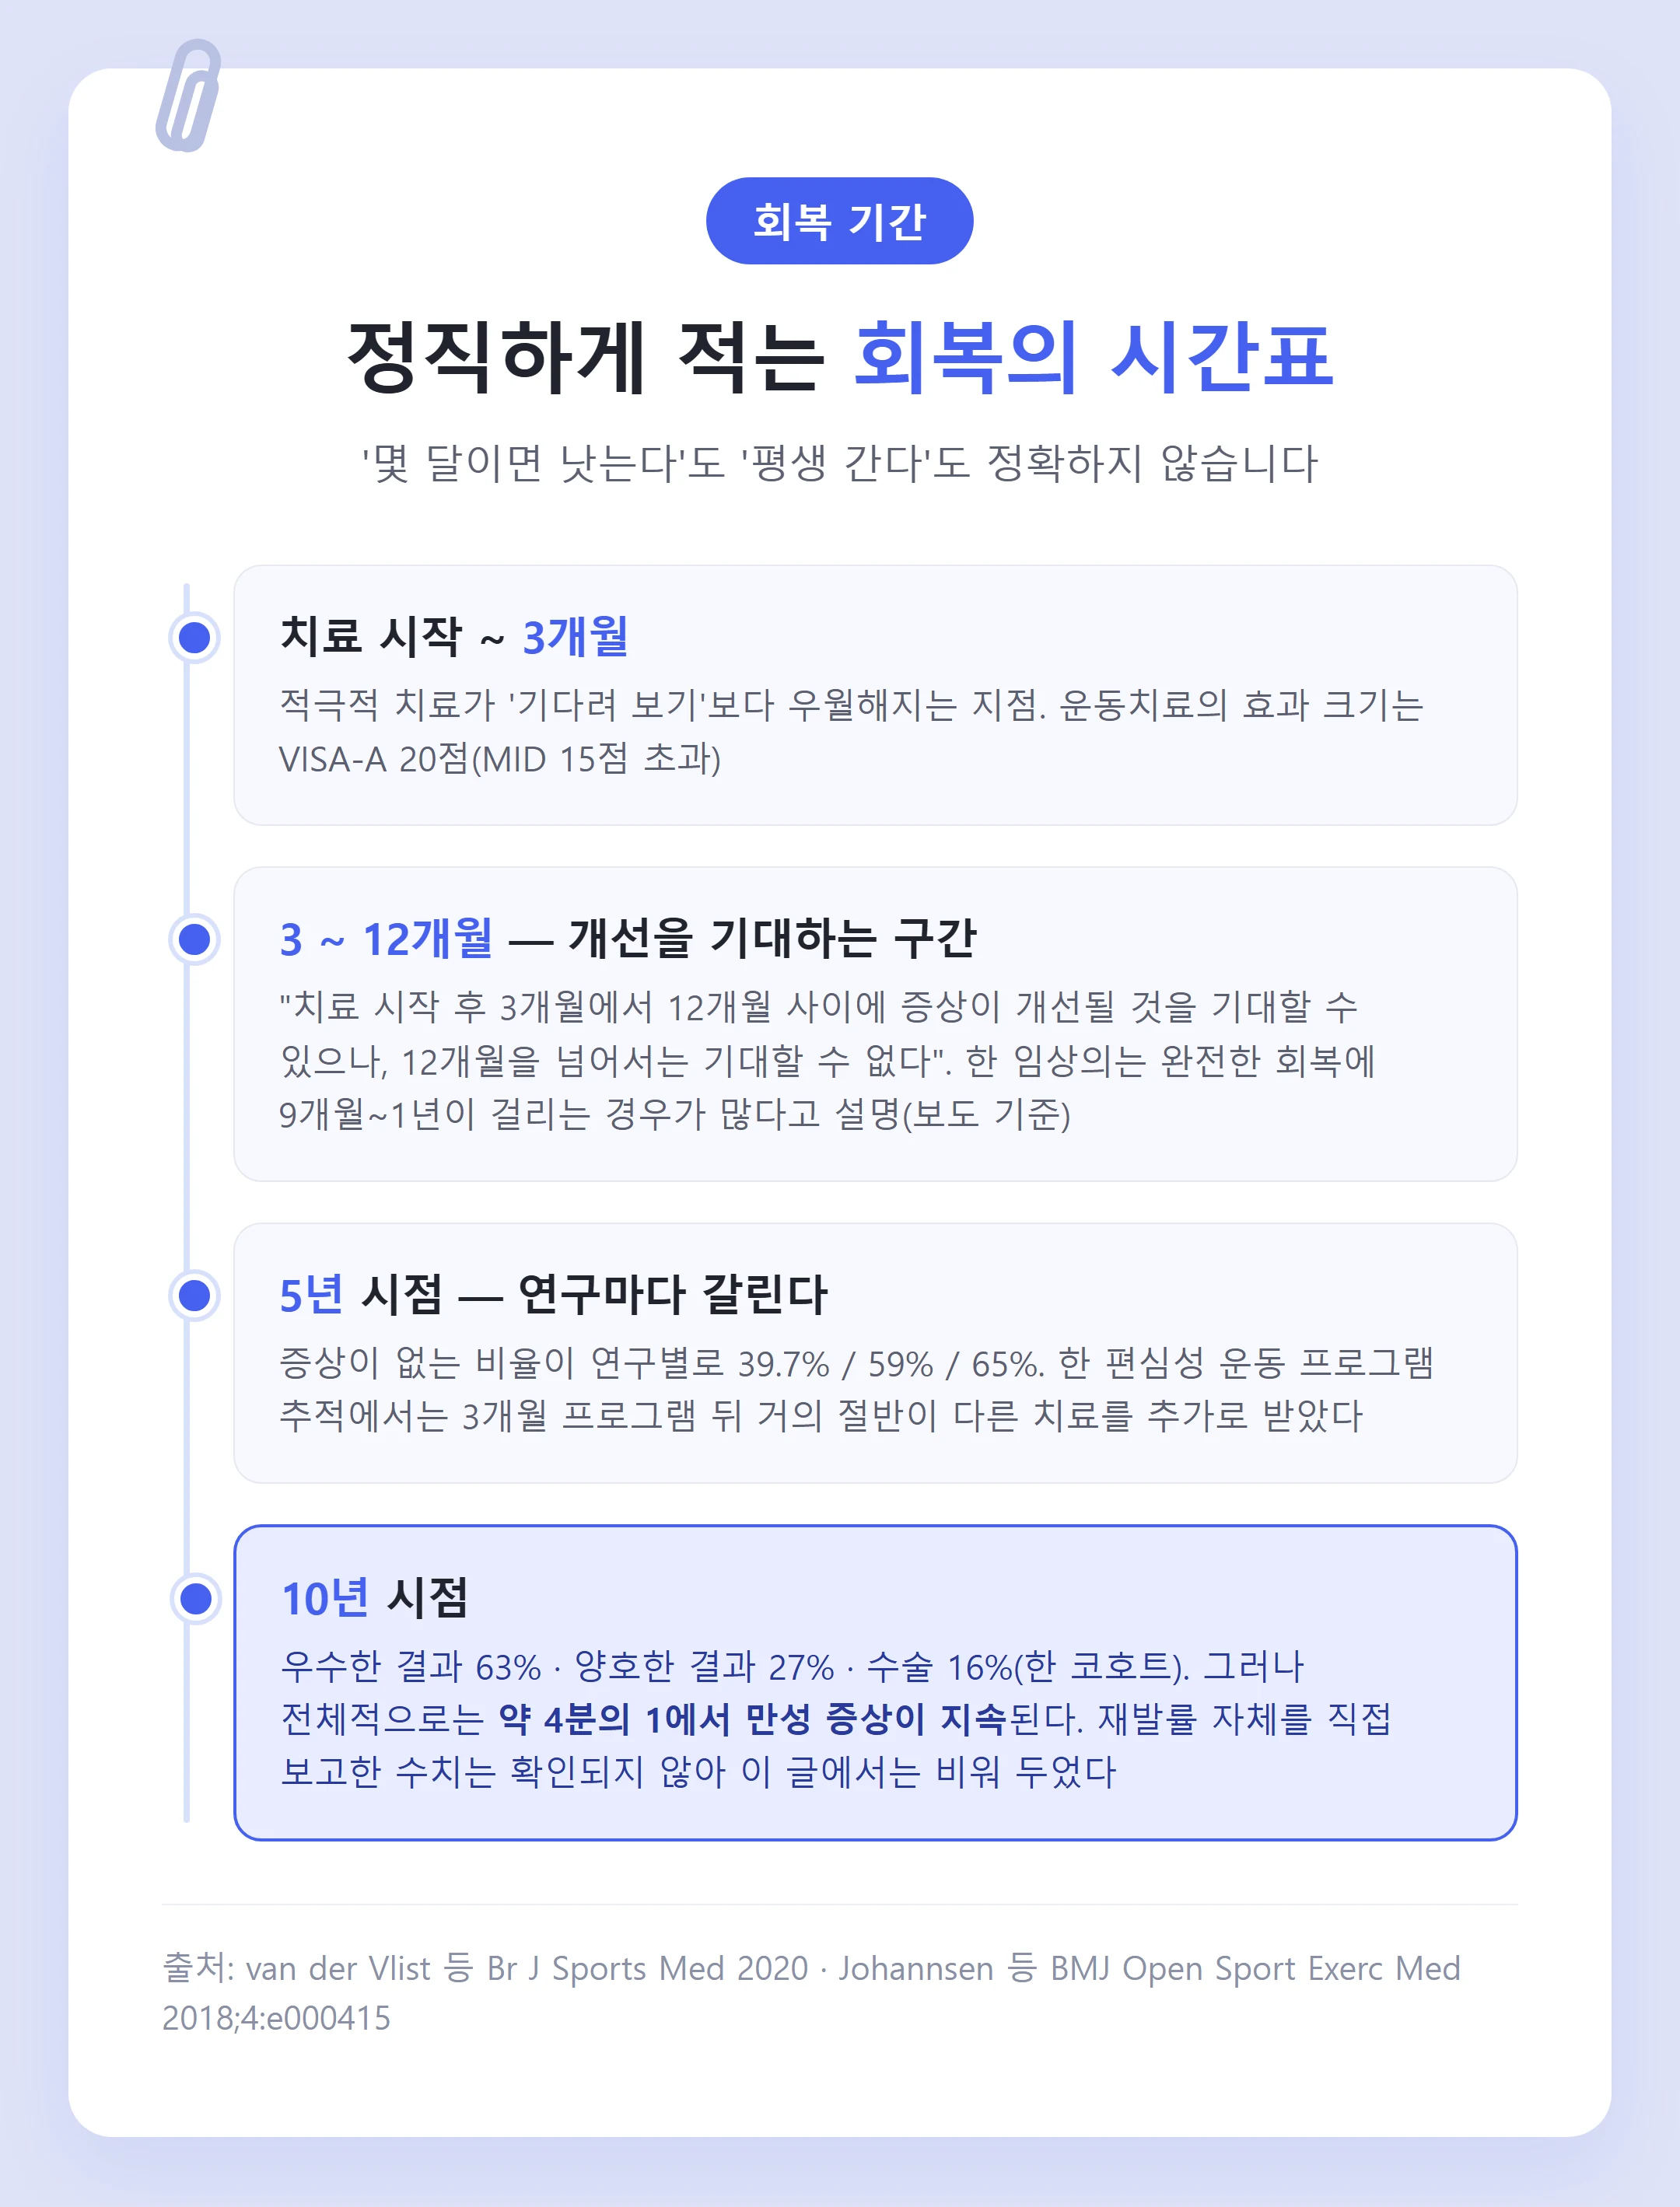 회복 기간
정직하게 적는 회복의 시간표
'몇 달이면 낫는다'도 '평생 간다'도 정확하지 않습니다
치료 시작 ~ 3개월
적극적 치료가 '기다려 보기'보다 우월해지는 지점. 운동치료의 효과 크기는
VISA-A 20점(MID 15점 초과)
3 ~ 12개월 — 개선을 기대하는 구간
"치료 시작 후 3개월에서 12개월 사이에 증상이 개선될 것을 기대할 수
있으나, 12개월을 넘어서는 기대할 수 없다". 한 임상의는 완전한 회복에
9개월~1년이 걸리는 경우가 많다고 설명(보도 기준)
5년 시점 — 연구마다 갈린다
증상이 없는 비율이 연구별로 39.7% / 59% / 65%. 한 편심성 운동 프로그램
추적에서는 3개월 프로그램 뒤 거의 절반이 다른 치료를 추가로 받았다
10년 시점
우수한 결과 63% · 양호한 결과 27% · 수술 16%(한 코호트). 그러나
전체적으로는 약 4분의 1에서 만성 증상이 지속된다. 재발률 자체를 직접
보고한 수치는 확인되지 않아 이 글에서는 비워 두었다
출처: van der Vlist 등 Br J Sports Med 2020 · Johannsen 등 BMJ Open Sport Exerc Med
2018;4:e000415